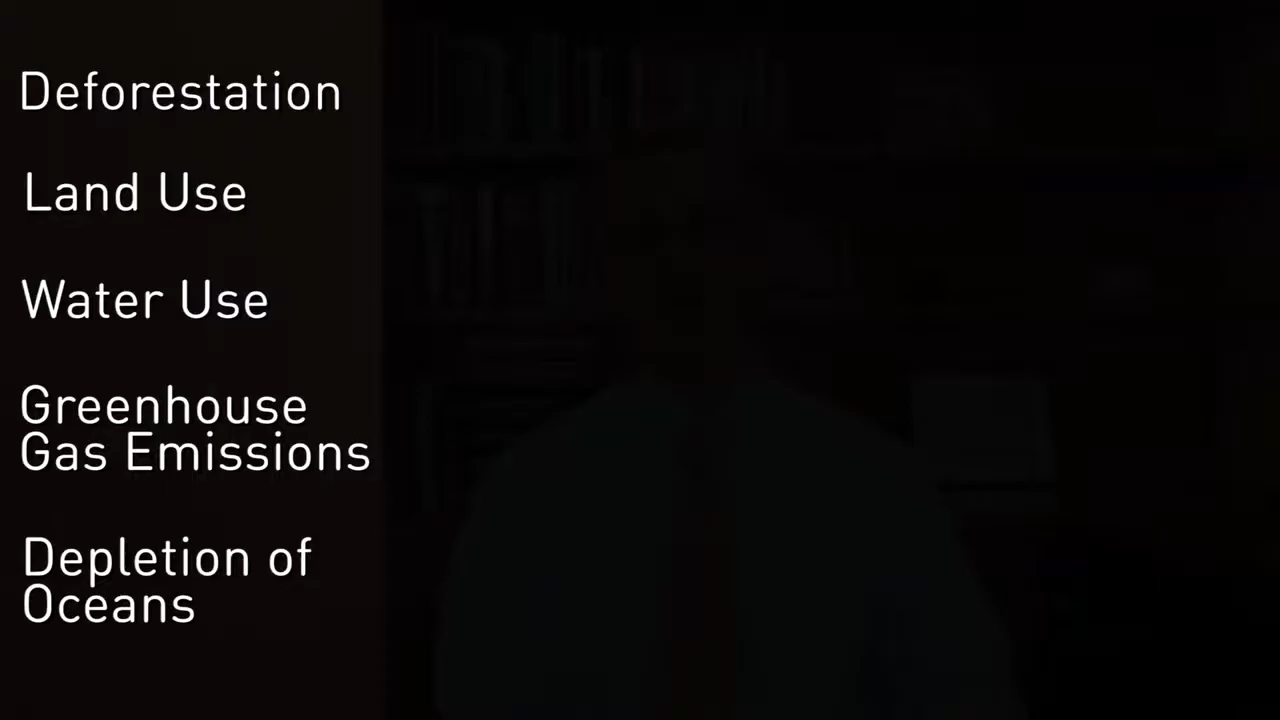 Deforestation
Land Use
Water Use
Greenhouse
Gas Emissions
Depletion of
Oceans